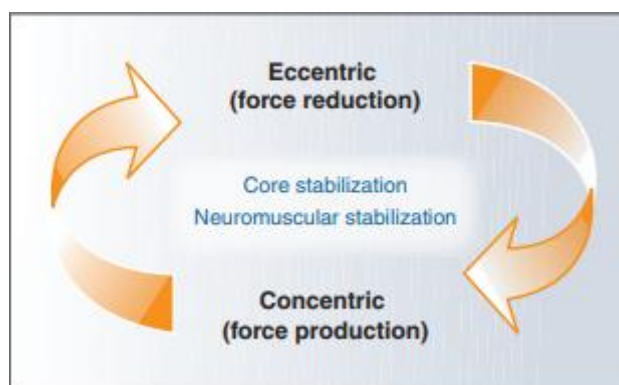 Eccentric
(force reduction)
Core stabilization
Neuromuscular stabilization
Concentric
(force production)